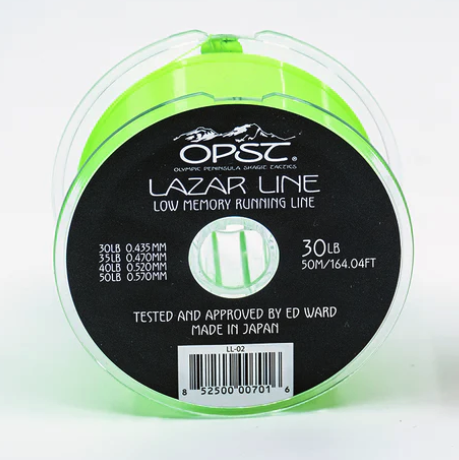 OPST®
OLYMPIC PENINSULA SKAGIT TACTICS
LAZAR LINE
LOW MEMORY RUNNING LINE
30LB 0.435MM
35LB 0.470MM
40LB 0.520MM
50LB 0.570MM
30LB
50M/164.04FT
TESTED AND APPROVED BY ED WARD
MADE IN JAPAN
LL-02
8 52500 00701 6